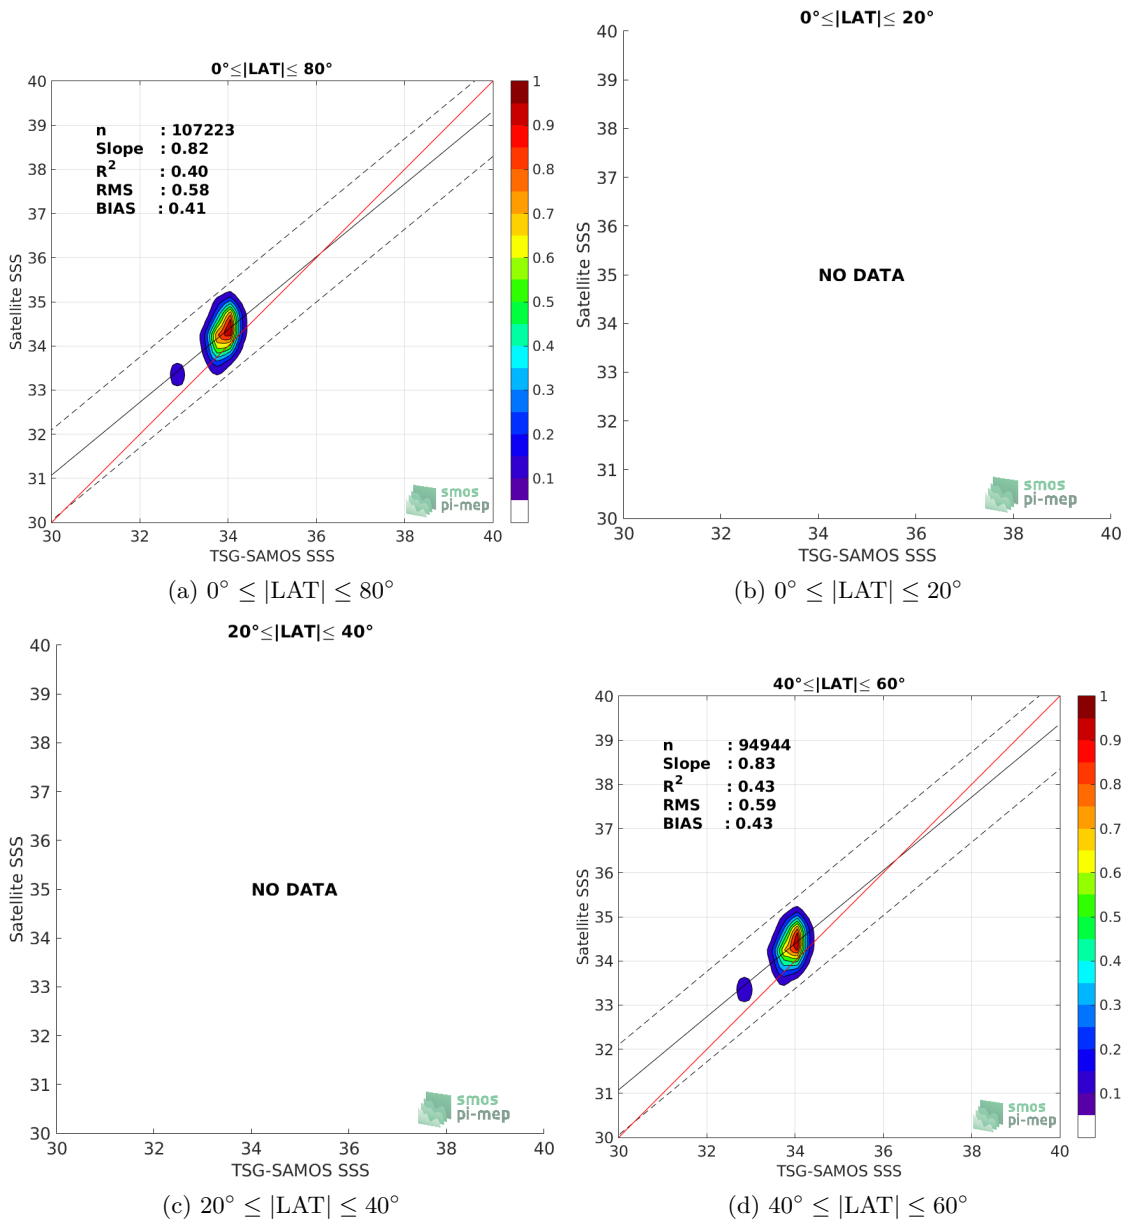 0°≤|LAT|≤ 80°
40
39
38
37
36
35
34
33
32
31
30
30
32
34
36
38
40
Satellite SSS
TSG-SAMOS SSS
n : 107223
Slope : 0.82
R² : 0.40
RMS : 0.58
BIAS : 0.41
1
0.9
0.8
0.7
0.6
0.5
0.4
0.3
0.2
0.1
smos
pi-mep
(a) 0° ≤ |LAT| ≤ 80°
0°≤|LAT|≤ 20°
40
39
38
37
36
35
34
33
32
31
30
30
32
34
36
38
40
Satellite SSS
TSG-SAMOS SSS
NO DATA
smos
pi-mep
(b) 0° ≤ |LAT| ≤ 20°
20°≤|LAT|≤ 40°
40
39
38
37
36
35
34
33
32
31
30
30
32
34
36
38
40
Satellite SSS
TSG-SAMOS SSS
NO DATA
smos
pi-mep
(c) 20° ≤ |LAT| ≤ 40°
40°≤|LAT|≤ 60°
40
39
38
37
36
35
34
33
32
31
30
30
32
34
36
38
40
Satellite SSS
TSG-SAMOS SSS
n : 94944
Slope : 0.83
R² : 0.43
RMS : 0.59
BIAS : 0.43
1
0.9
0.8
0.7
0.6
0.5
0.4
0.3
0.2
0.1
smos
pi-mep
(d) 40° ≤ |LAT| ≤ 60°